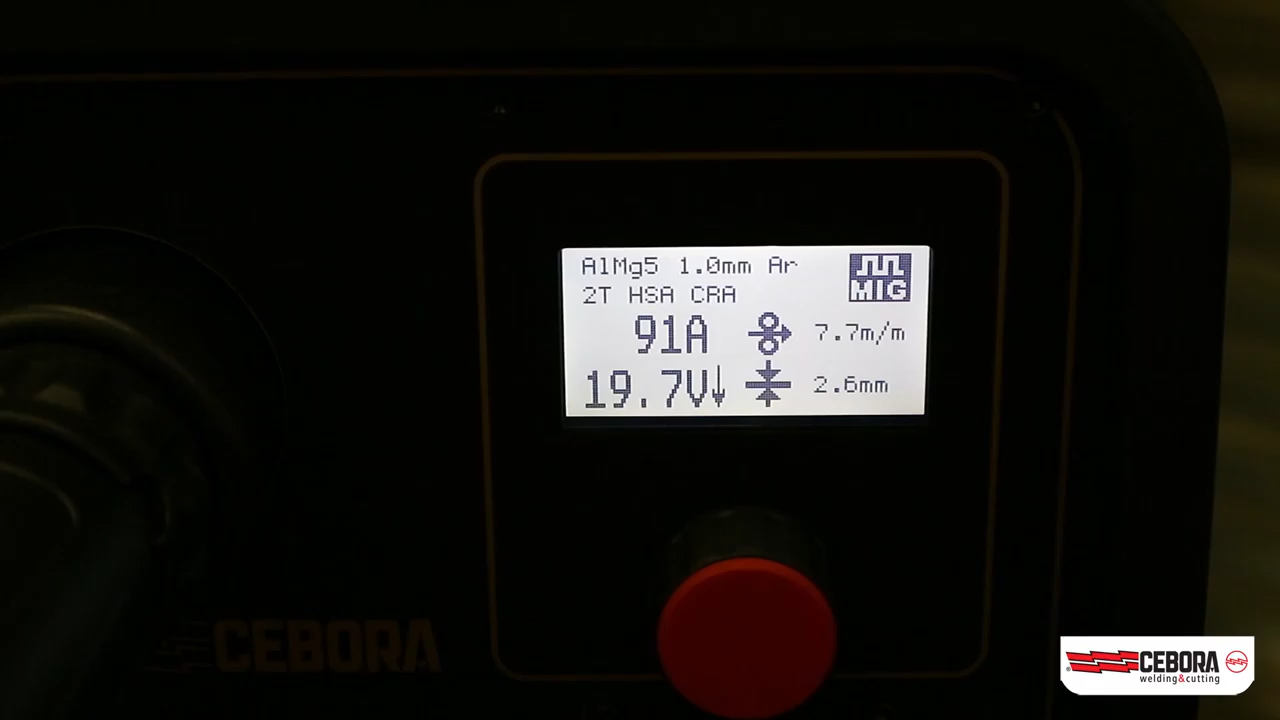 AlMg5 1.0mm Ar
MIG
2T HSA CRA
91A 7.7m/m
19.7V↓ 2.6mm
CEBORA
CEBORA
welding&cutting